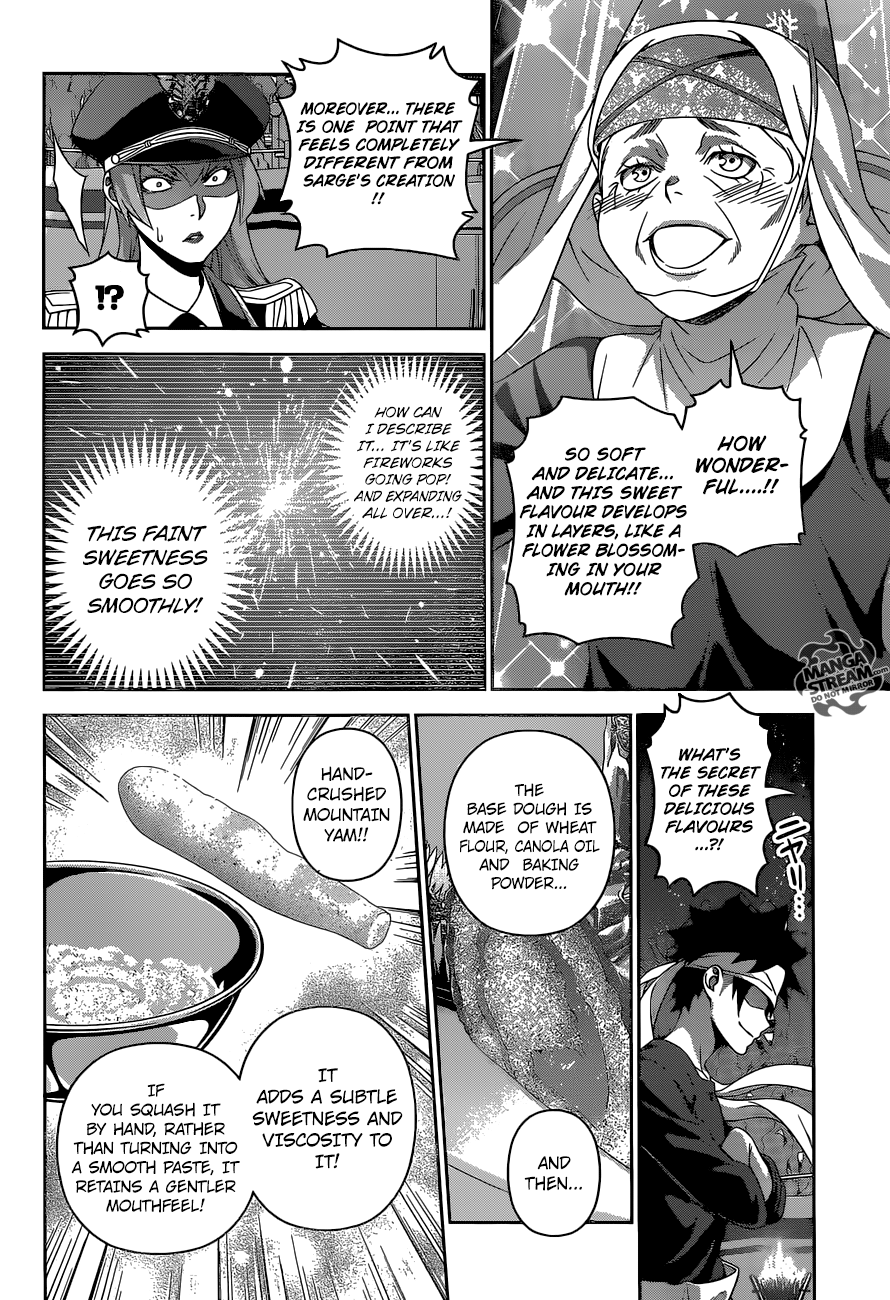 HOW
WONDER-
FUL....!!
SO SOFT
AND DELICATE...
AND THIS SWEET
FLAVOUR DEVELOPS
IN LAYERS, LIKE A
FLOWER BLOSSOM-
ING IN YOUR
MOUTH!!
MOREOVER... THERE
IS ONE POINT THAT
FEELS COMPLETELY
DIFFERENT FROM
SARGE'S CREATION
!!
!?
HOW CAN
I DESCRIBE
IT... IT'S LIKE
FIREWORKS
GOING POP!
AND EXPANDING
ALL OVER...!
THIS FAINT
SWEETNESS
GOES SO
SMOOTHLY!
MANGA
STREAM.com
DO NOT MIRROR
WHAT'S
THE SECRET
OF THESE
DELICIOUS
FLAVOURS
...?!
ニヤリ…
THE
BASE DOUGH IS
MADE OF WHEAT
FLOUR, CANOLA OIL
AND BAKING
POWDER...
AND
THEN...
HAND-
CRUSHED
MOUNTAIN
YAM!!
IT
ADDS A SUBTLE
SWEETNESS AND
VISCOSITY TO
IT!
IF
YOU SQUASH IT
BY HAND, RATHER
THAN TURNING INTO
A SMOOTH PASTE, IT
RETAINS A GENTLER
MOUTHFEEL!